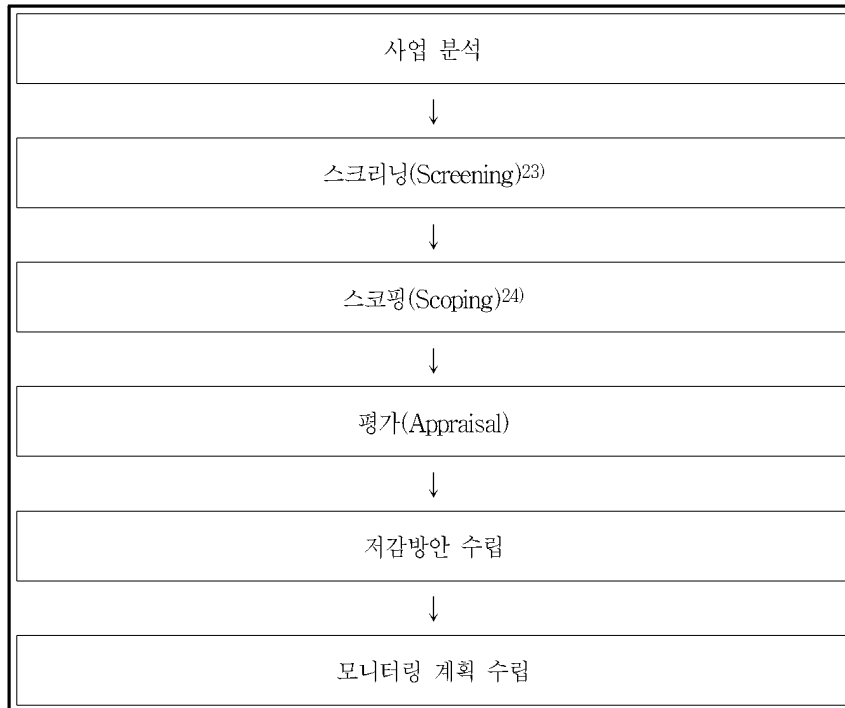 사업 분석
↓
스크리닝(Screening)23)
↓
스코핑(Scoping)24)
↓
평가(Appraisal)
↓
저감방안 수립
↓
모니터링 계획 수립